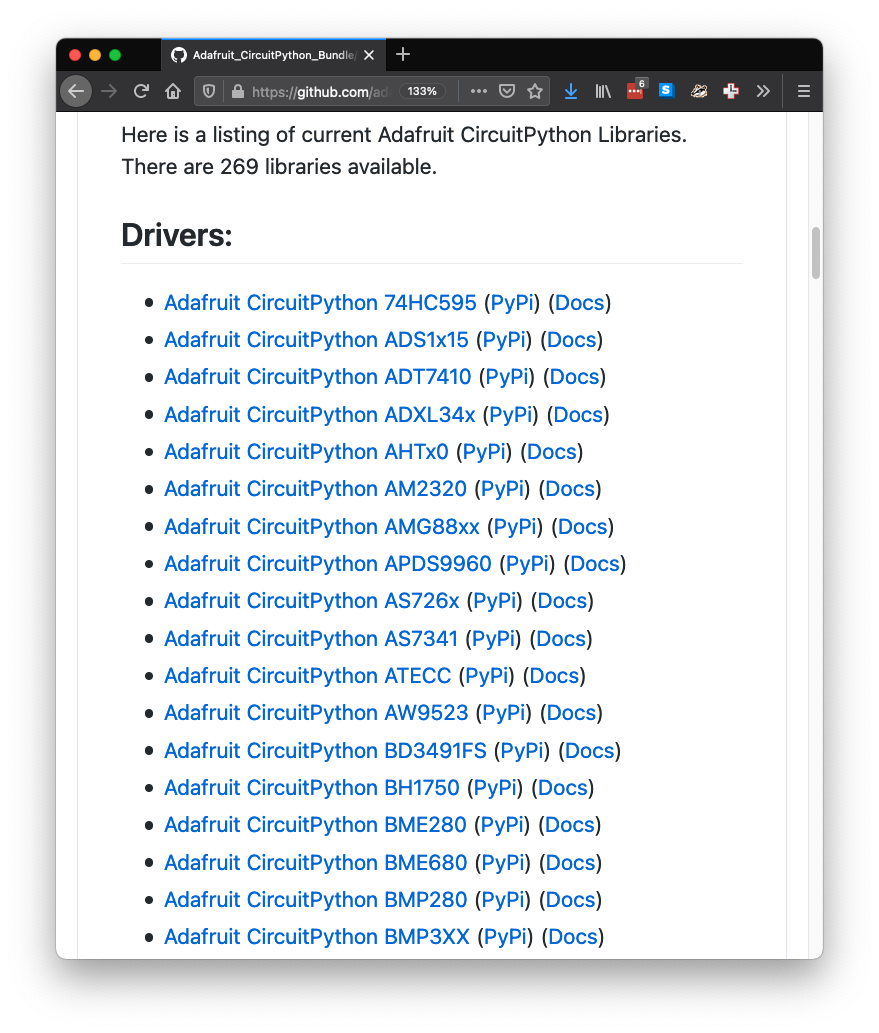 Adafruit_CircuitPython_Bundle/
https://github.com/ad
133%
6
S
Here is a listing of current Adafruit CircuitPython Libraries.
There are 269 libraries available.
Drivers:
Adafruit CircuitPython 74HC595 (PyPi) (Docs)
Adafruit CircuitPython ADS1x15 (PyPi) (Docs)
Adafruit CircuitPython ADT7410 (PyPi) (Docs)
Adafruit CircuitPython ADXL34x (PyPi) (Docs)
Adafruit CircuitPython AHTx0 (PyPi) (Docs)
Adafruit CircuitPython AM2320 (PyPi) (Docs)
Adafruit CircuitPython AMG88xx (PyPi) (Docs)
Adafruit CircuitPython APDS9960 (PyPi) (Docs)
Adafruit CircuitPython AS726x (PyPi) (Docs)
Adafruit CircuitPython AS7341 (PyPi) (Docs)
Adafruit CircuitPython ATECC (PyPi) (Docs)
Adafruit CircuitPython AW9523 (PyPi) (Docs)
Adafruit CircuitPython BD3491FS (PyPi) (Docs)
Adafruit CircuitPython BH1750 (PyPi) (Docs)
Adafruit CircuitPython BME280 (PyPi) (Docs)
Adafruit CircuitPython BME680 (PyPi) (Docs)
Adafruit CircuitPython BMP280 (PyPi) (Docs)
Adafruit CircuitPython BMP3XX (PyPi) (Docs)